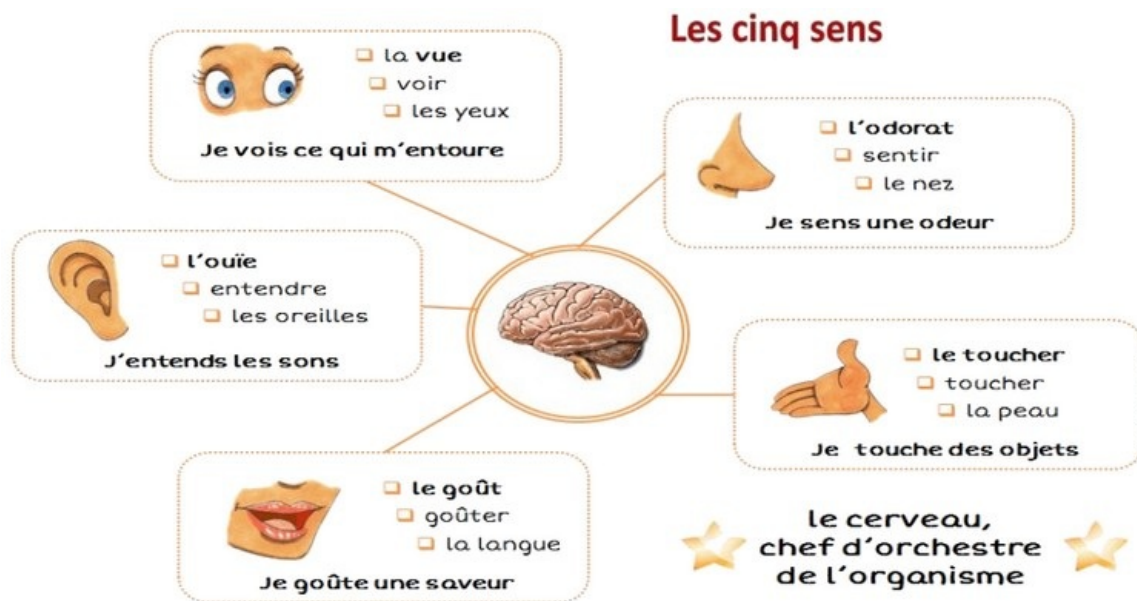 Les cinq sens
la vue
voir
les yeux
Je vois ce qui m'entoure
l'odorat
sentir
le nez
Je sens une odeur
l'ouïe
entendre
les oreilles
J'entends les sons
le toucher
toucher
la peau
Je touche des objets
le goût
goûter
la langue
Je goûte une saveur
le cerveau,
chef d'orchestre
de l'organisme